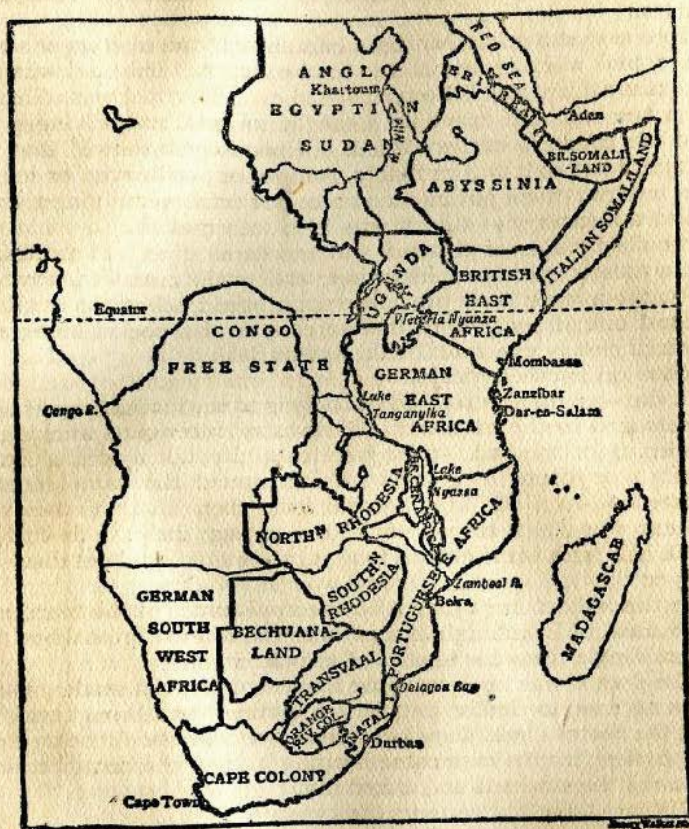 RED SEA
ANGLO
Khartoum
EGYPTIAN
SUDAN
ERITREA
Aden
BR. SOMALI
-LAND
ABYSSINIA
ITALIAN SOMALILAND
UGANDA
BRITISH
EAST
AFRICA
Equator
Victoria Nyanza
CONGO
FREE STATE
Congo R.
GERMAN
EAST
AFRICA
Lake
Tanganyika
Mombassa
Zanzibar
Dar-es-Salam
Lake
Nyassa
NORTHN RHODESIA
PORTUGUESE E. AFRICA
SOUTHN
RHODESIA
Zambesi R.
Beira
MADAGASCAR
GERMAN
SOUTH
WEST
AFRICA
BECHUANA-
LAND
TRANSVAAL
Delagoa Bay
ORANGE
RIV. COL.
NATAL
Durban
CAPE COLONY
Cape Town